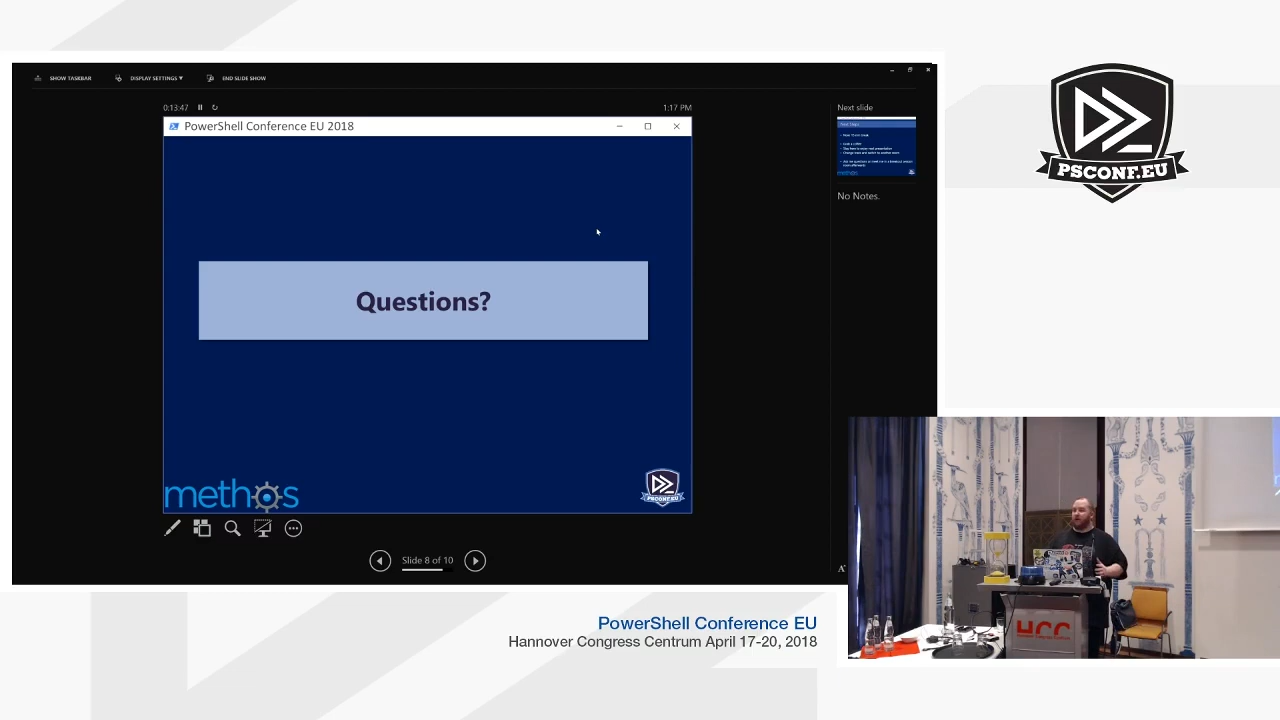 SHOW TASKBAR
DISPLAY SETTINGS ▼
END SLIDE SHOW
0:13:47
1:17 PM
Next slide
PowerShell Conference EU 2018
No Notes.
Questions?
methos
PSCONF.EU
Slide 8 of 10
PSCONF.EU
HCC
PowerShell Conference EU
Hannover Congress Centrum April 17-20, 2018